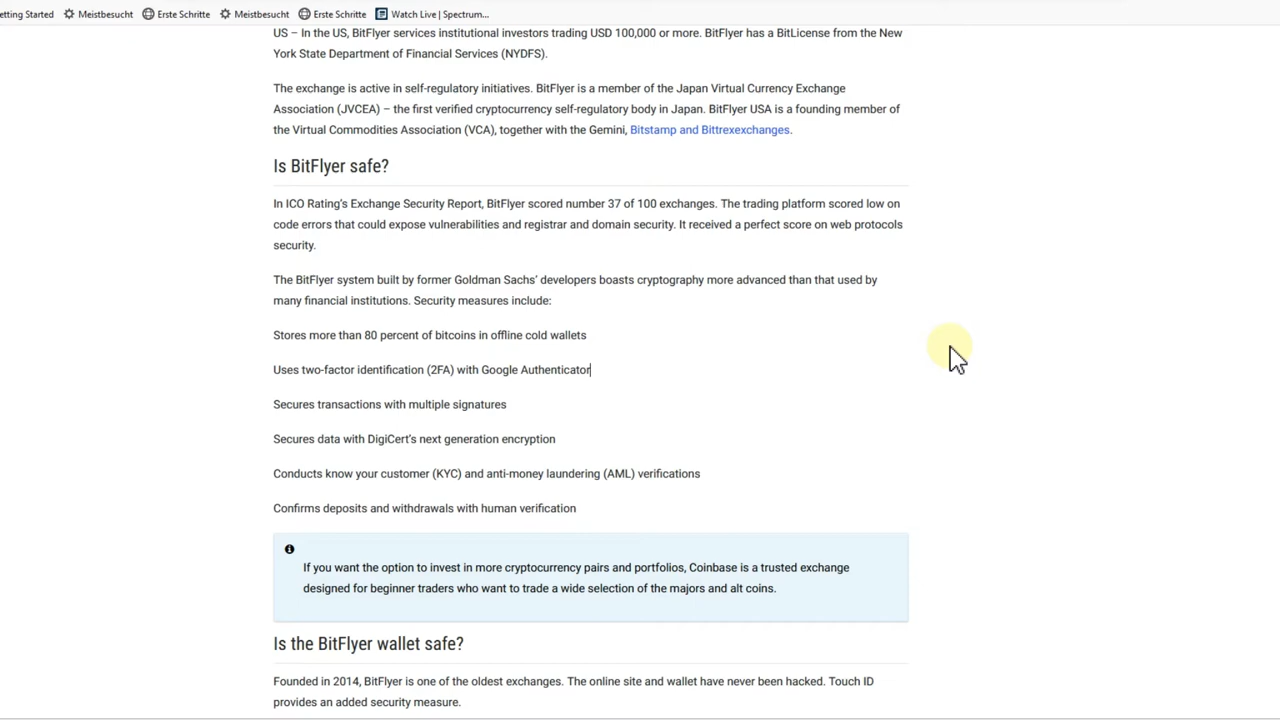 etting Started Meistbesucht Erste Schritte Meistbesucht Erste Schritte Watch Live | Spectrum...
US – In the US, BitFlyer services institutional investors trading USD 100,000 or more. BitFlyer has a BitLicense from the New
York State Department of Financial Services (NYDFS).
The exchange is active in self-regulatory initiatives. BitFlyer is a member of the Japan Virtual Currency Exchange
Association (JVCEA) – the first verified cryptocurrency self-regulatory body in Japan. BitFlyer USA is a founding member of
the Virtual Commodities Association (VCA), together with the Gemini, Bitstamp and Bittrexexchanges.
Is BitFlyer safe?
In ICO Rating's Exchange Security Report, BitFlyer scored number 37 of 100 exchanges. The trading platform scored low on
code errors that could expose vulnerabilities and registrar and domain security. It received a perfect score on web protocols
security.
The BitFlyer system built by former Goldman Sachs' developers boasts cryptography more advanced than that used by
many financial institutions. Security measures include:
Stores more than 80 percent of bitcoins in offline cold wallets
Uses two-factor identification (2FA) with Google Authenticator
Secures transactions with multiple signatures
Secures data with DigiCert's next generation encryption
Conducts know your customer (KYC) and anti-money laundering (AML) verifications
Confirms deposits and withdrawals with human verification
If you want the option to invest in more cryptocurrency pairs and portfolios, Coinbase is a trusted exchange
designed for beginner traders who want to trade a wide selection of the majors and alt coins.
Is the BitFlyer wallet safe?
Founded in 2014, BitFlyer is one of the oldest exchanges. The online site and wallet have never been hacked. Touch ID
provides an added security measure.